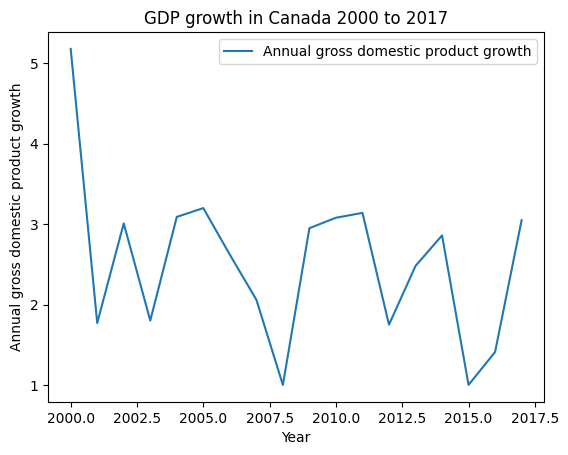 GDP growth in Canada 2000 to 2017
Annual gross domestic product growth
Annual gross domestic product growth
5
4
3
2
1
2000.0 2002.5 2005.0 2007.5 2010.0 2012.5 2015.0 2017.5
Year